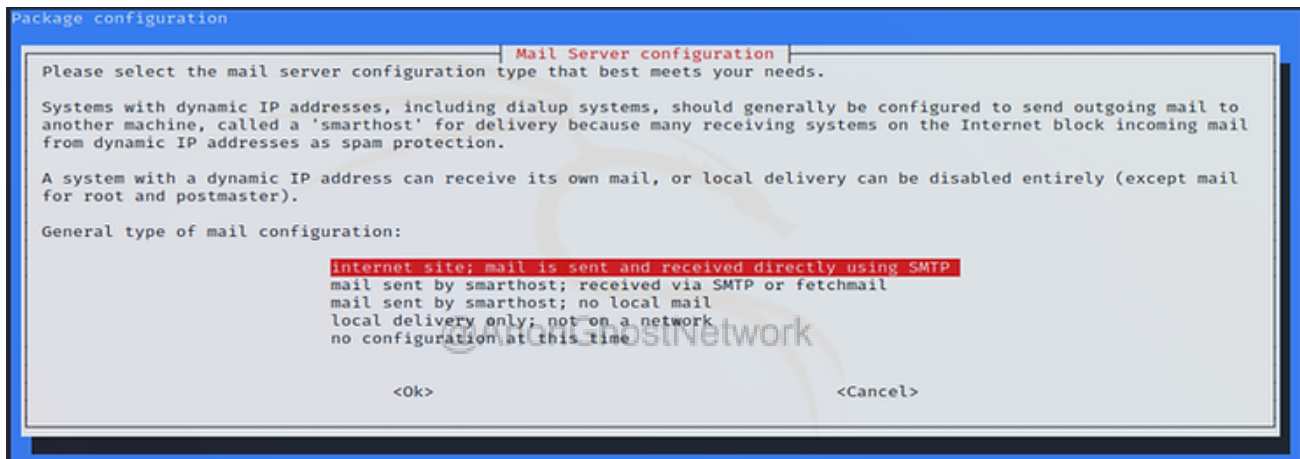 Package configuration
Mail Server configuration
Please select the mail server configuration type that best meets your needs.
Systems with dynamic IP addresses, including dialup systems, should generally be configured to send outgoing mail to
another machine, called a 'smarthost' for delivery because many receiving systems on the Internet block incoming mail
from dynamic IP addresses as spam protection.
A system with a dynamic IP address can receive its own mail, or local delivery can be disabled entirely (except mail
for root and postmaster).
General type of mail configuration:
internet site; mail is sent and received directly using SMTP
mail sent by smarthost; received via SMTP or fetchmail
mail sent by smarthost; no local mail
local delivery only; not on a network
no configuration at this time
@AnonGhostNetwork
<Ok> <Cancel>